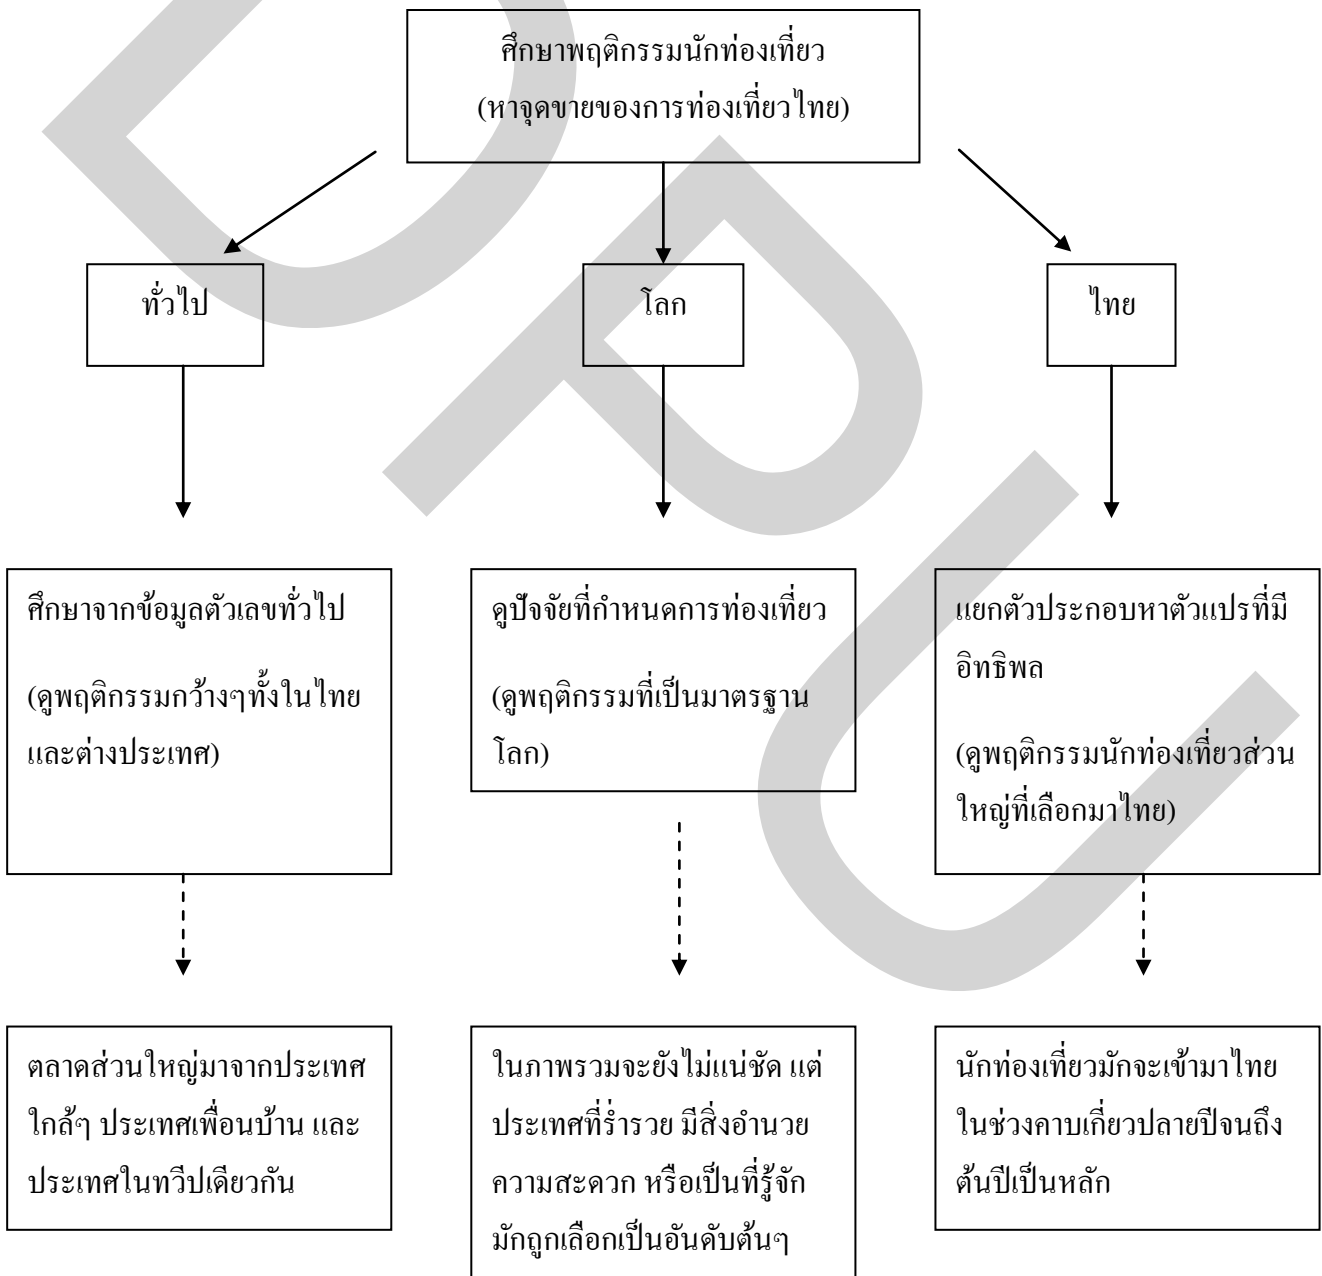 ศึกษาพฤติกรรมนักท่องเที่ยว
(หาจุดขายของการท่องเที่ยวไทย)
ทั่วไป
โลก
ไทย
ศึกษาจากข้อมูลตัวเลขทั่วไป
(ดูพฤติกรรมกว้างๆทั้งในไทย
และต่างประเทศ)
ดูปัจจัยที่กำหนดการท่องเที่ยว
(ดูพฤติกรรมที่เป็นมาตรฐาน
โลก)
แยกตัวประกอบหาตัวแปรที่มี
อิทธิพล
(ดูพฤติกรรมนักท่องเที่ยวส่วน
ใหญ่ที่เลือกมาไทย)
ตลาดส่วนใหญ่มาจากประเทศ
ใกล้ๆ ประเทศเพื่อนบ้าน และ
ประเทศในทวีปเดียวกัน
ในภาพรวมจะยังไม่แน่ชัด แต่
ประเทศที่ร่ำรวย มีสิ่งอำนวย
ความสะดวก หรือเป็นที่รู้จัก
มักถูกเลือกเป็นอันดับต้นๆ
นักท่องเที่ยวมักจะเข้ามาไทย
ในช่วงคาบเกี่ยวปลายปีจนถึง
ต้นปีเป็นหลัก
DPU